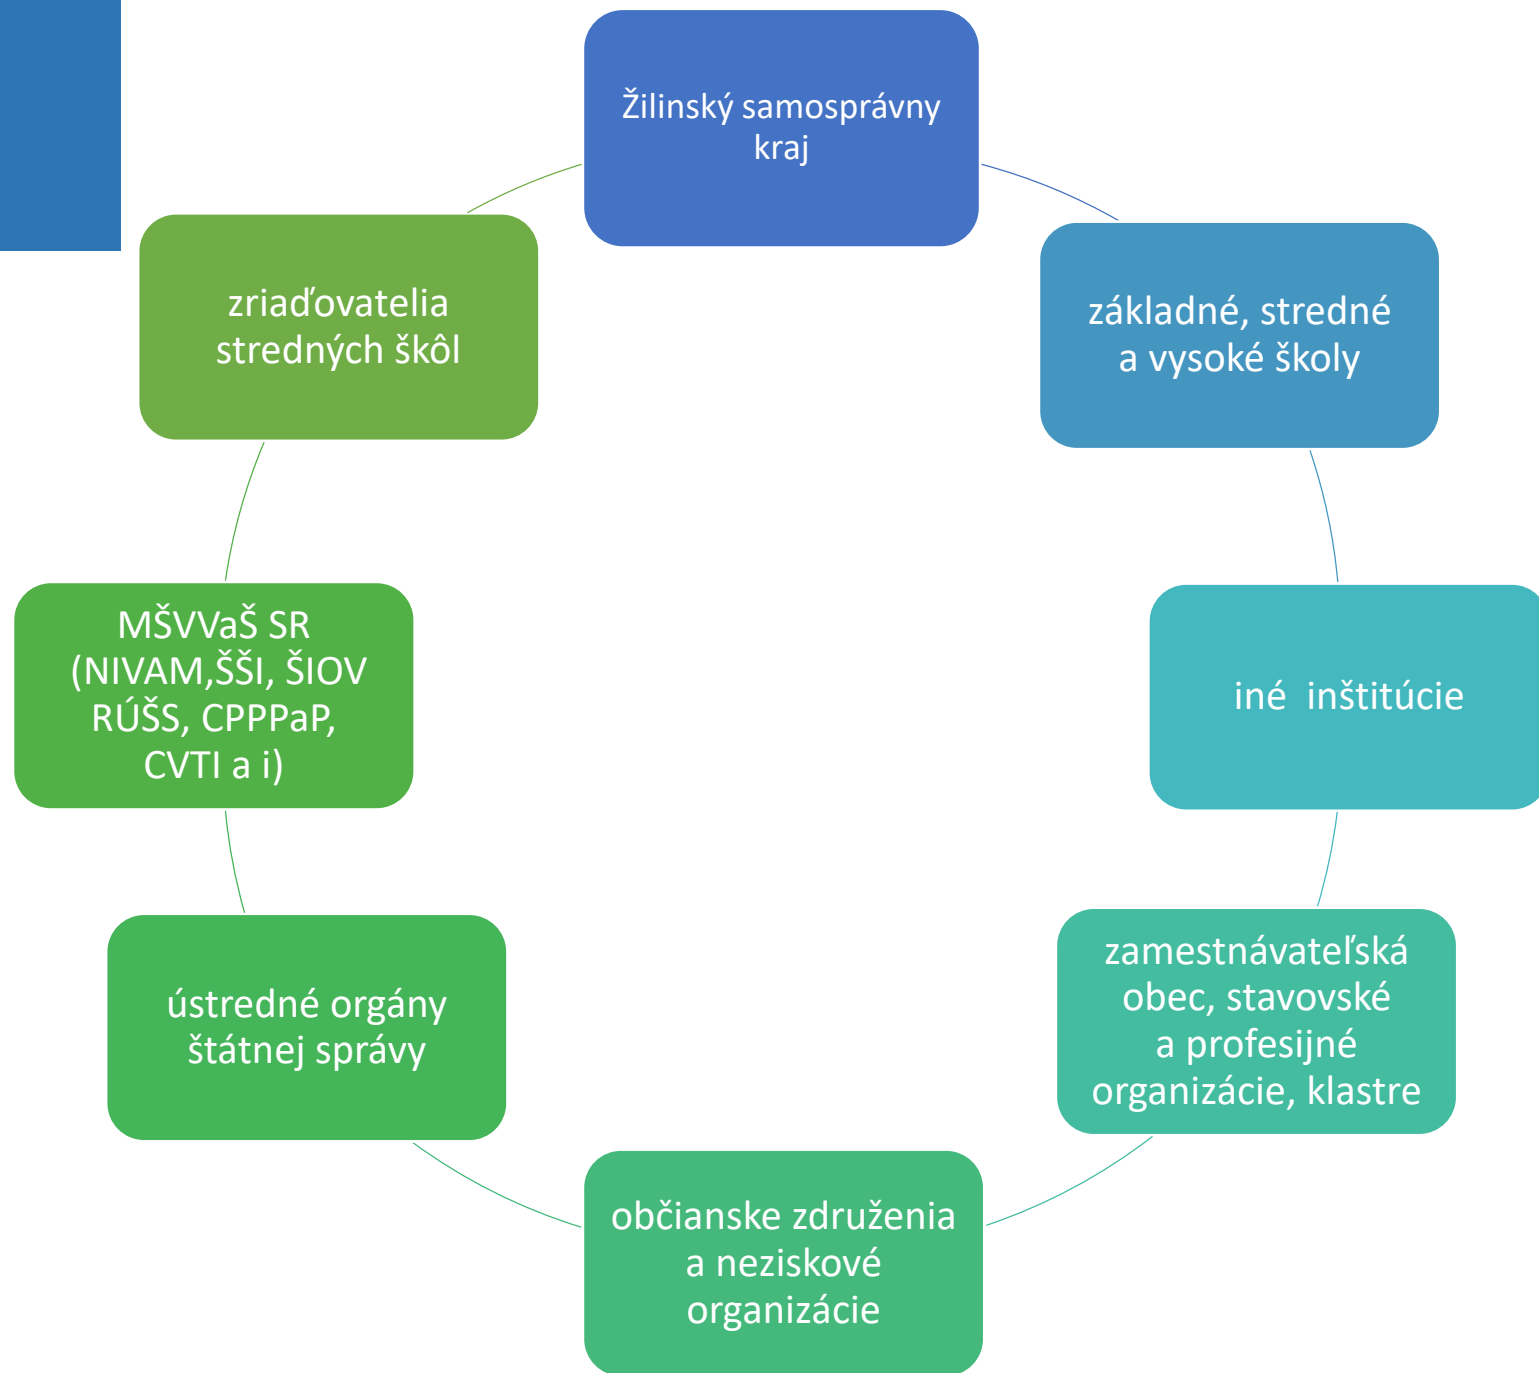 Žilinský samosprávny
kraj
základné, stredné
a vysoké školy
iné  inštitúcie
zamestnávateľská
obec, stavovské
a profesijné
organizácie, klastre
občianske združenia
a neziskové
organizácie
ústredné orgány
štátnej správy
MŠVVaŠ SR
(NIVAM,ŠŠI, ŠIOV
RÚŠS, CPPPaP,
CVTI a i)
zriaďovatelia
stredných škôl